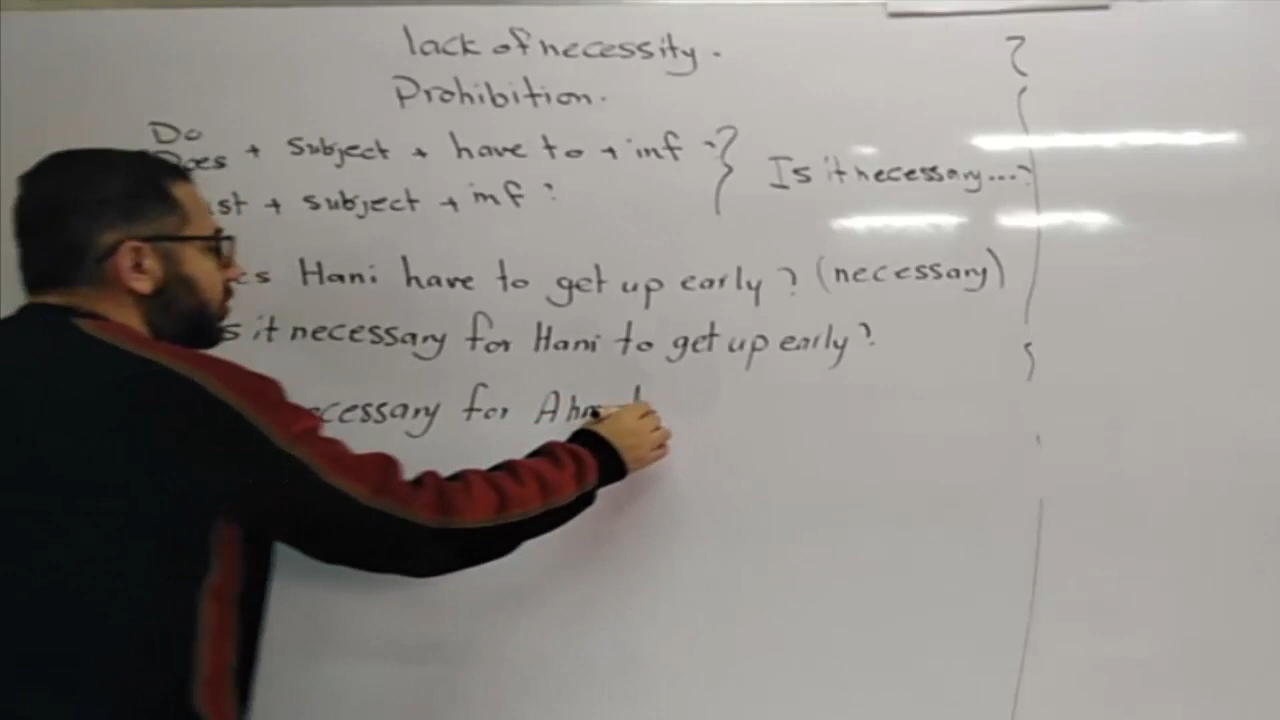 lack of necessity.
Prohibition.
Do
Does + subject + have to + inf ?
+ subject + inf ?
Is it necessary....?
Hani have to get up early? (necessary)
it necessary for Hani to get up early?
for